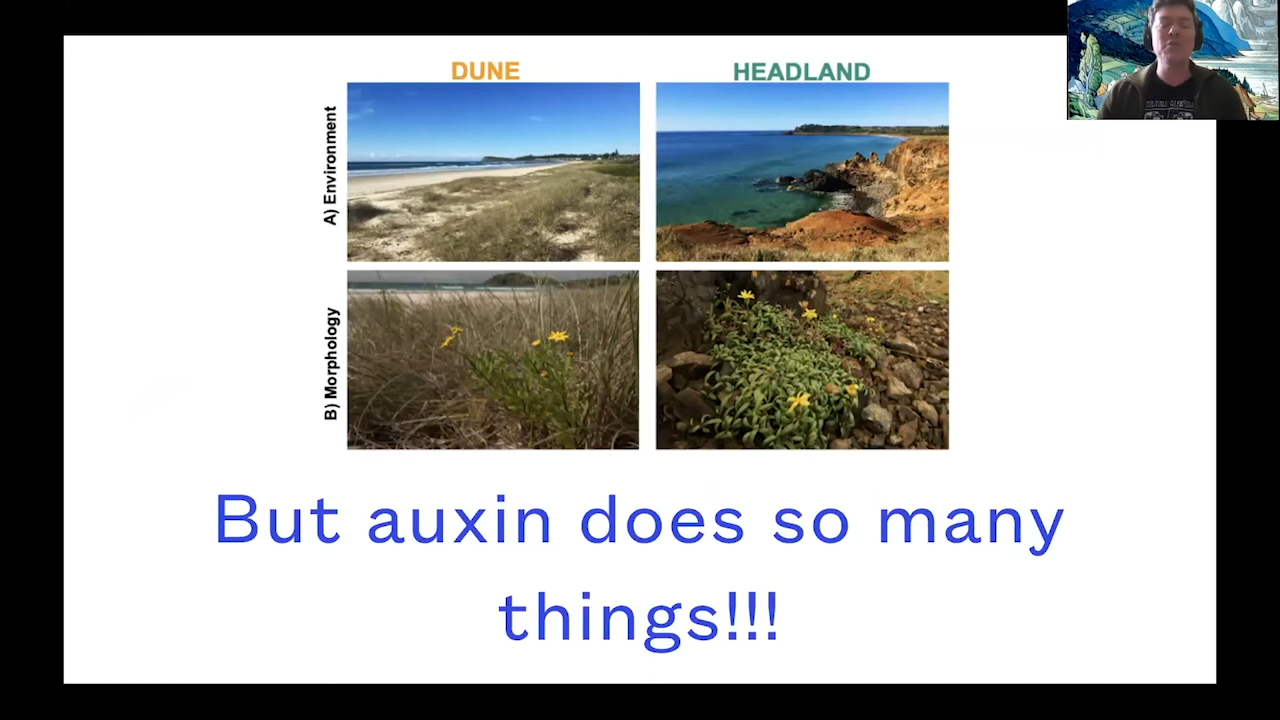 DUNE
HEADLAND
A) Environment
B) Morphology
But auxin does so many
things!!!